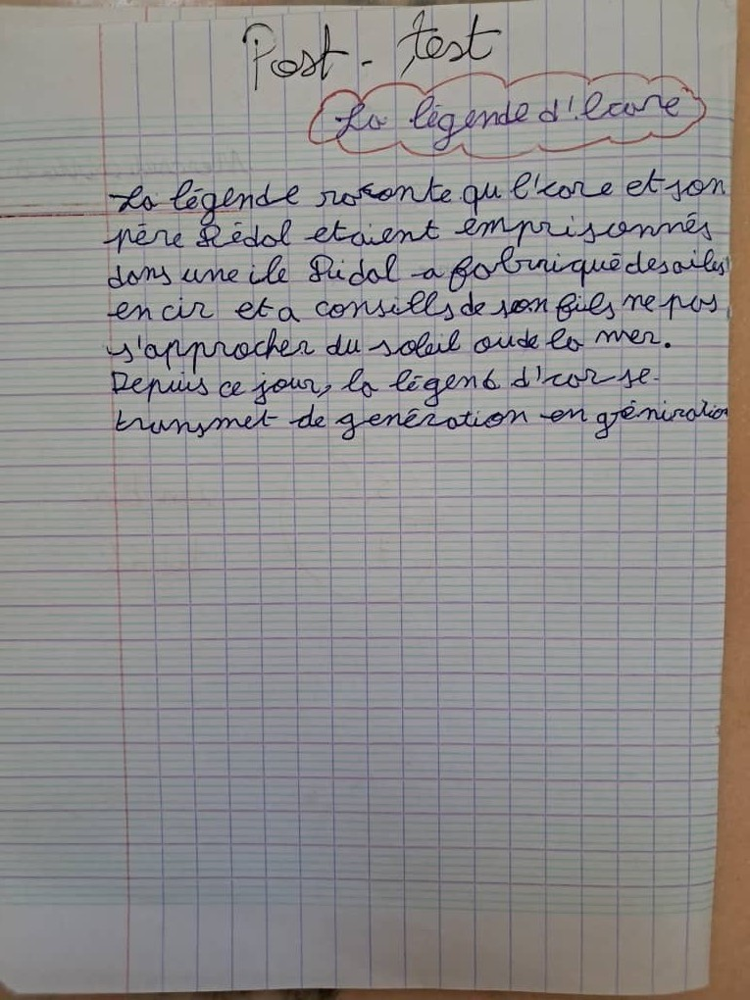 Post - test
La légende d'Icare
La légende raconte qu l'icare et son
père Dédal etaient emprisonnés
dans une ile Didal a fabriqué des ailes
en cir et a conseills de son fils ne pas
s'approcher du soleil ou de la mer.
Depuis ce jour, la légend d'icar se
transmet de genération en géniration